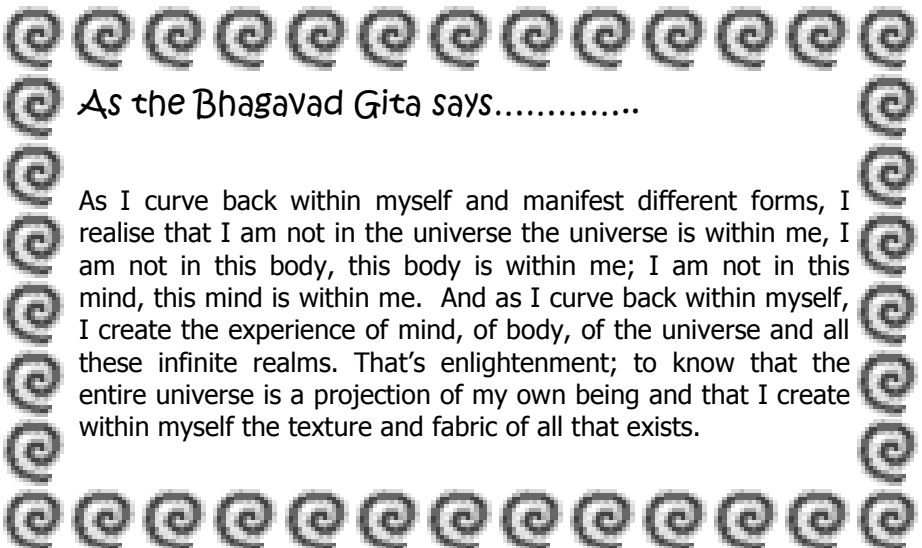 As the Bhagavad Gita says…………..
As I curve back within myself and manifest different forms, I
realise that I am not in the universe the universe is within me, I
am not in this body, this body is within me; I am not in this
mind, this mind is within me.  And as I curve back within myself,
I create the experience of mind, of body, of the universe and all
these infinite realms. That’s enlightenment; to know that the
entire universe is a projection of my own being and that I create
within myself the texture and fabric of all that exists.